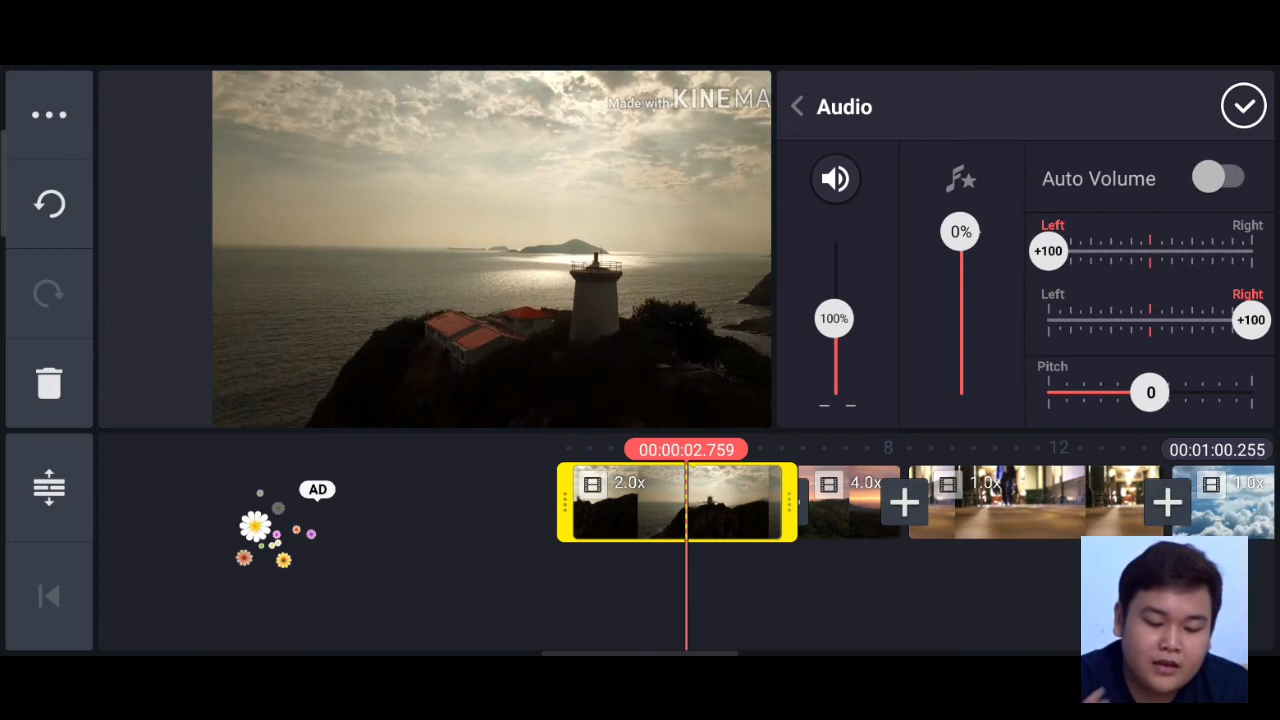 Made with KINEMA
Audio
Auto Volume
Left
Right
+100
Left
Right
+100
Pitch
0
100%
0%
00:00:02.759
8
12
00:01:00.255
AD
2.0x
4.0x
1.0x
1.0x